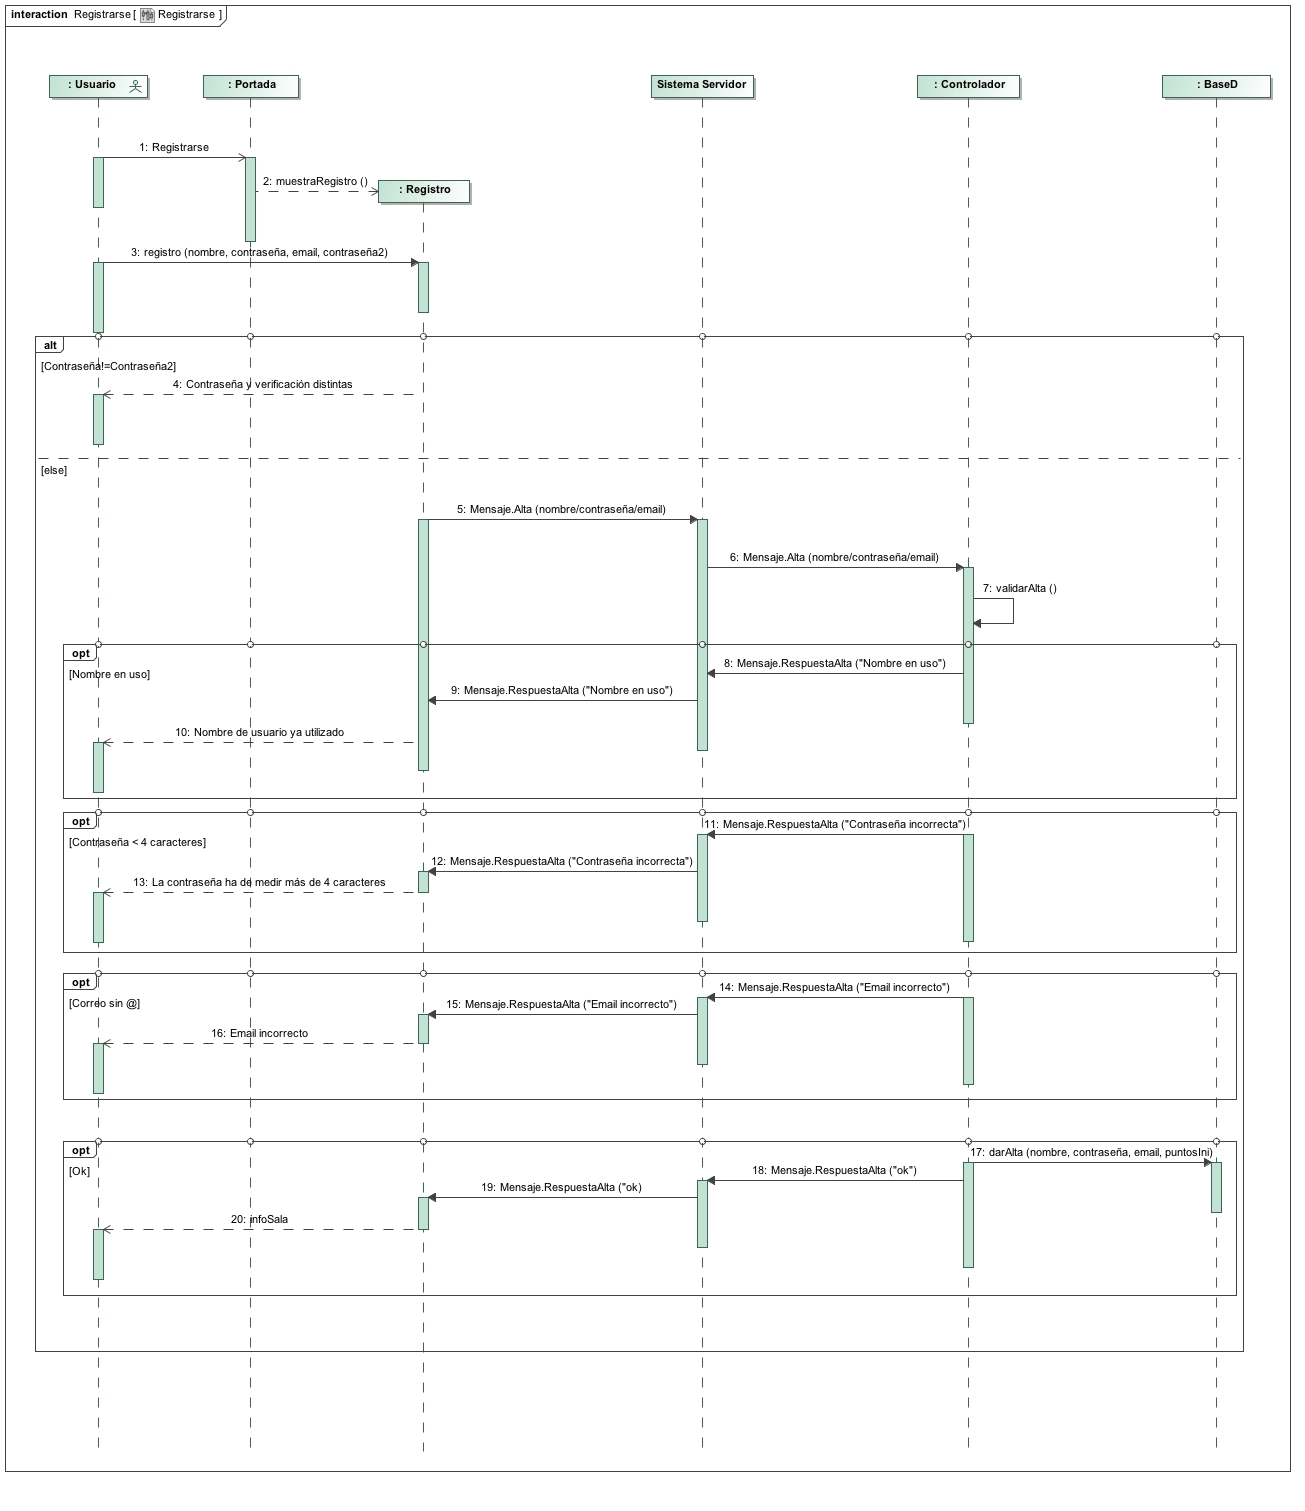 interaction Registrarse [ Registrarse ]
: Usuario
: Portada
Sistema Servidor
: Controlador
: BaseD
1: Registrarse
2: muestraRegistro ()
: Registro
3: registro (nombre, contraseña, email, contraseña2)
alt
[Contraseña!=Contraseña2]
4: Contraseña y verificación distintas
[else]
5: Mensaje.Alta (nombre/contraseña/email)
6: Mensaje.Alta (nombre/contraseña/email)
7: validarAlta ()
opt
[Nombre en uso]
8: Mensaje.RespuestaAlta ("Nombre en uso")
9: Mensaje.RespuestaAlta ("Nombre en uso")
10: Nombre de usuario ya utilizado
opt
[Contraseña < 4 caracteres]
11: Mensaje.RespuestaAlta ("Contraseña incorrecta")
12: Mensaje.RespuestaAlta ("Contraseña incorrecta")
13: La contraseña ha de medir más de 4 caracteres
opt
[Correo sin @]
14: Mensaje.RespuestaAlta ("Email incorrecto")
15: Mensaje.RespuestaAlta ("Email incorrecto")
16: Email incorrecto
opt
[Ok]
17: darAlta (nombre, contraseña, email, puntosIni)
18: Mensaje.RespuestaAlta ("ok")
19: Mensaje.RespuestaAlta ("ok)
20: infoSala